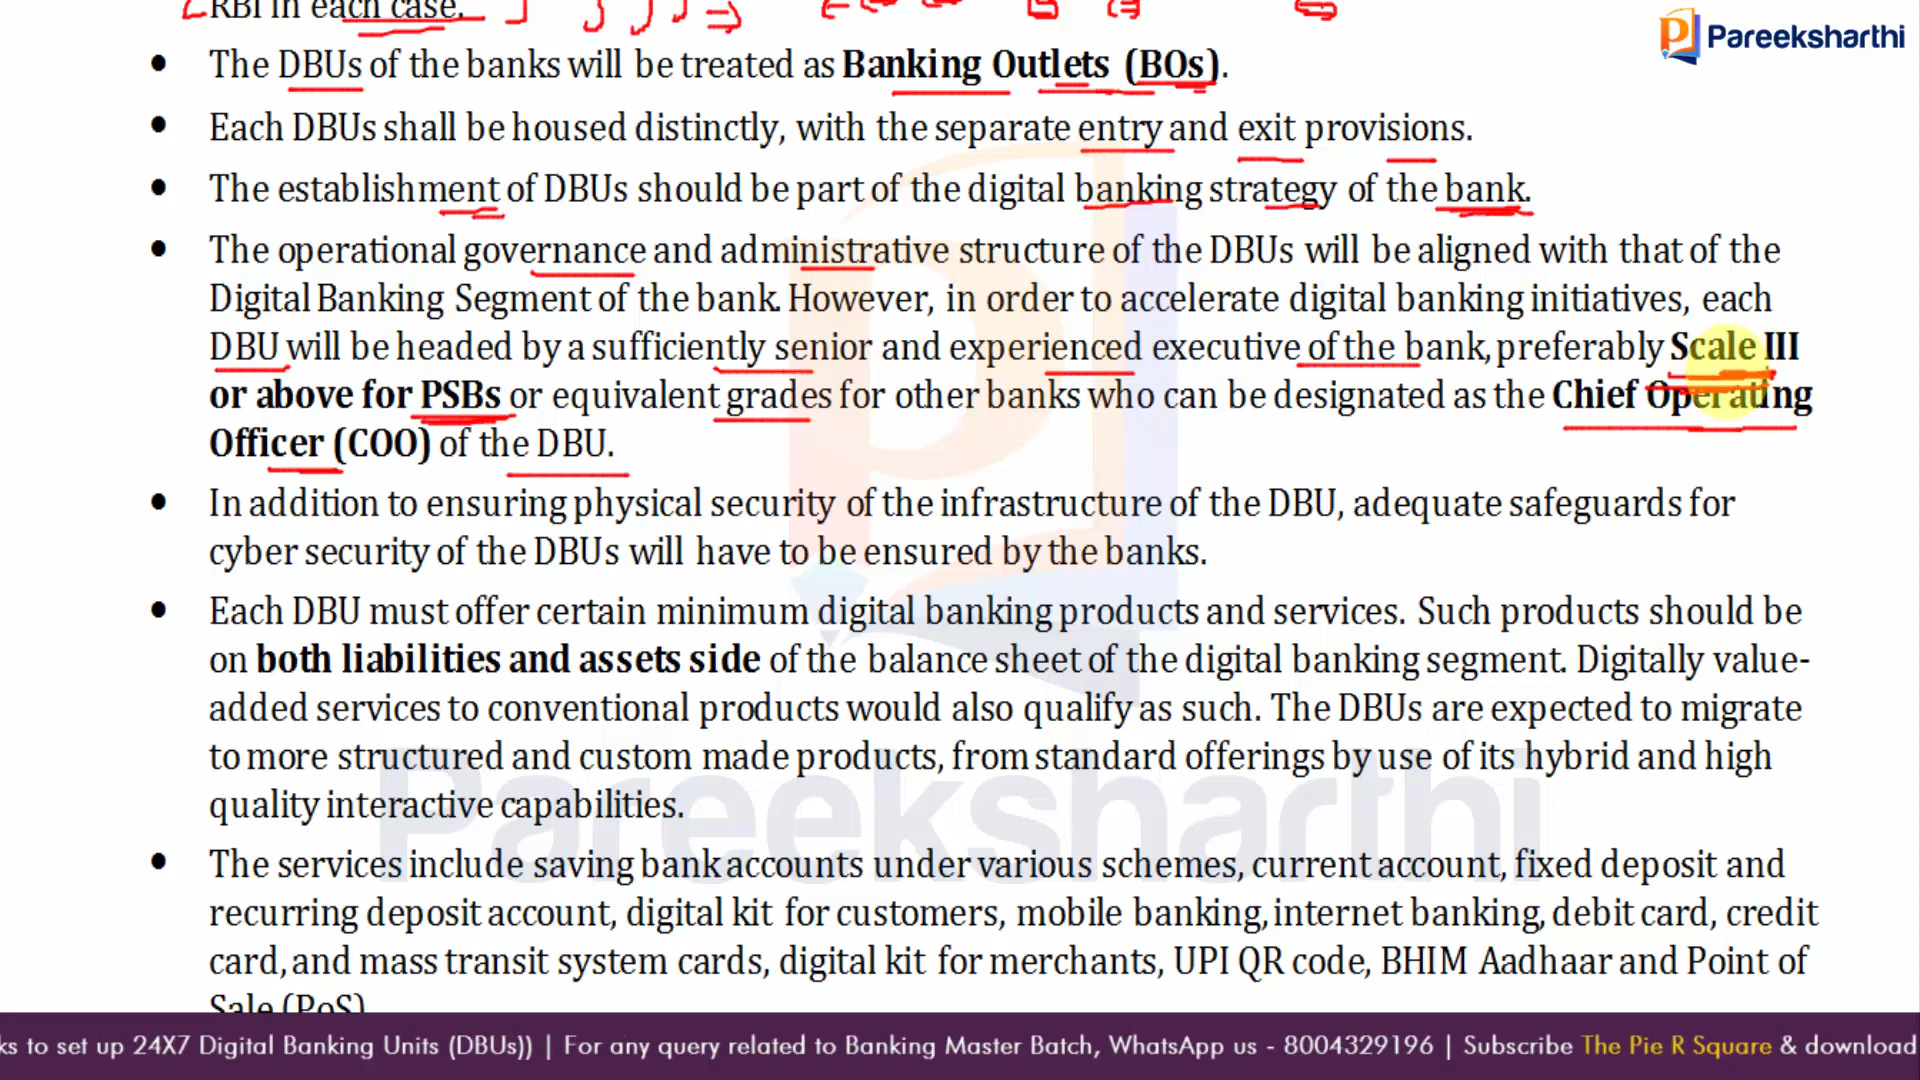 RBI in each case.
Pareeksharthi
• The DBUs of the banks will be treated as Banking Outlets (BOs).
• Each DBUs shall be housed distinctly, with the separate entry and exit provisions.
• The establishment of DBUs should be part of the digital banking strategy of the bank.
• The operational governance and administrative structure of the DBUs will be aligned with that of the
Digital Banking Segment of the bank. However, in order to accelerate digital banking initiatives, each
DBU will be headed by a sufficiently senior and experienced executive of the bank, preferably Scale III
or above for PSBs or equivalent grades for other banks who can be designated as the Chief Operating
Officer (COO) of the DBU.
• In addition to ensuring physical security of the infrastructure of the DBU, adequate safeguards for
cyber security of the DBUs will have to be ensured by the banks.
• Each DBU must offer certain minimum digital banking products and services. Such products should be
on both liabilities and assets side of the balance sheet of the digital banking segment. Digitally value-
added services to conventional products would also qualify as such. The DBUs are expected to migrate
to more structured and custom made products, from standard offerings by use of its hybrid and high
quality interactive capabilities.
Pareeksharthi
• The services include saving bank accounts under various schemes, current account, fixed deposit and
recurring deposit account, digital kit for customers, mobile banking, internet banking, debit card, credit
card, and mass transit system cards, digital kit for merchants, UPI QR code, BHIM Aadhaar and Point of
Sale (PoS)
ks to set up 24X7 Digital Banking Units (DBUs)) | For any query related to Banking Master Batch, WhatsApp us - 8004329196 | Subscribe The Pie R Square & download